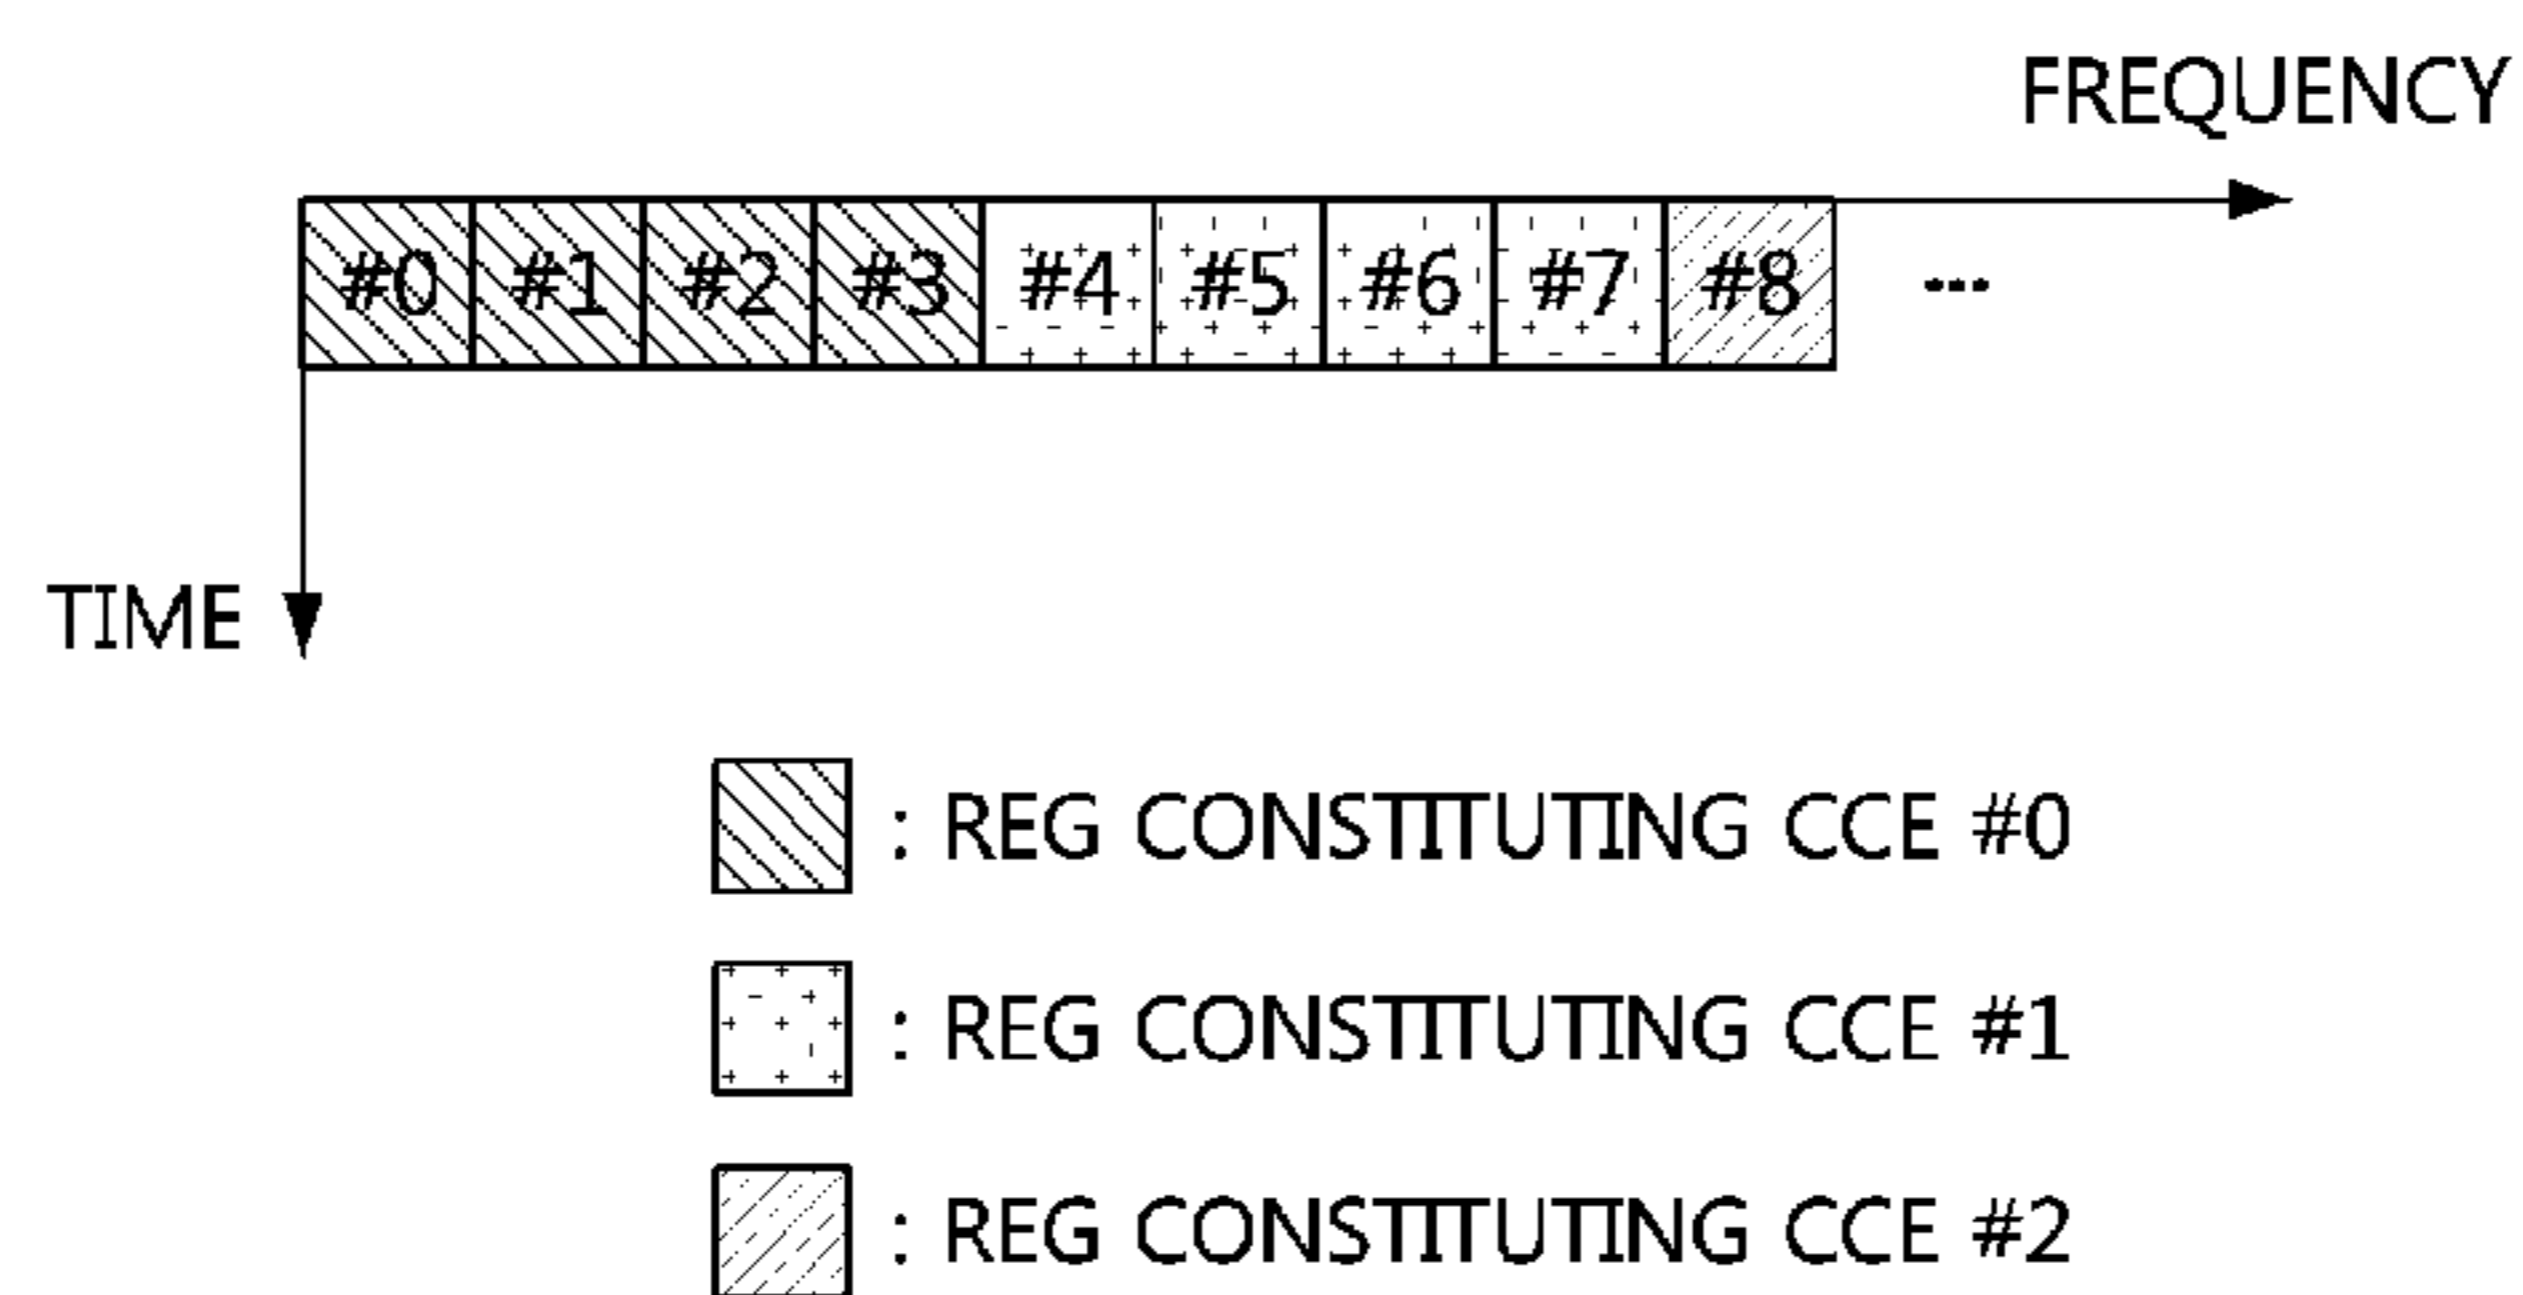 FREQUENCY
#0 #1 #2 #3 #4 #5 #6 #7 #8 ...
TIME
: REG CONSTITUTING CCE #0
: REG CONSTITUTING CCE #1
: REG CONSTITUTING CCE #2